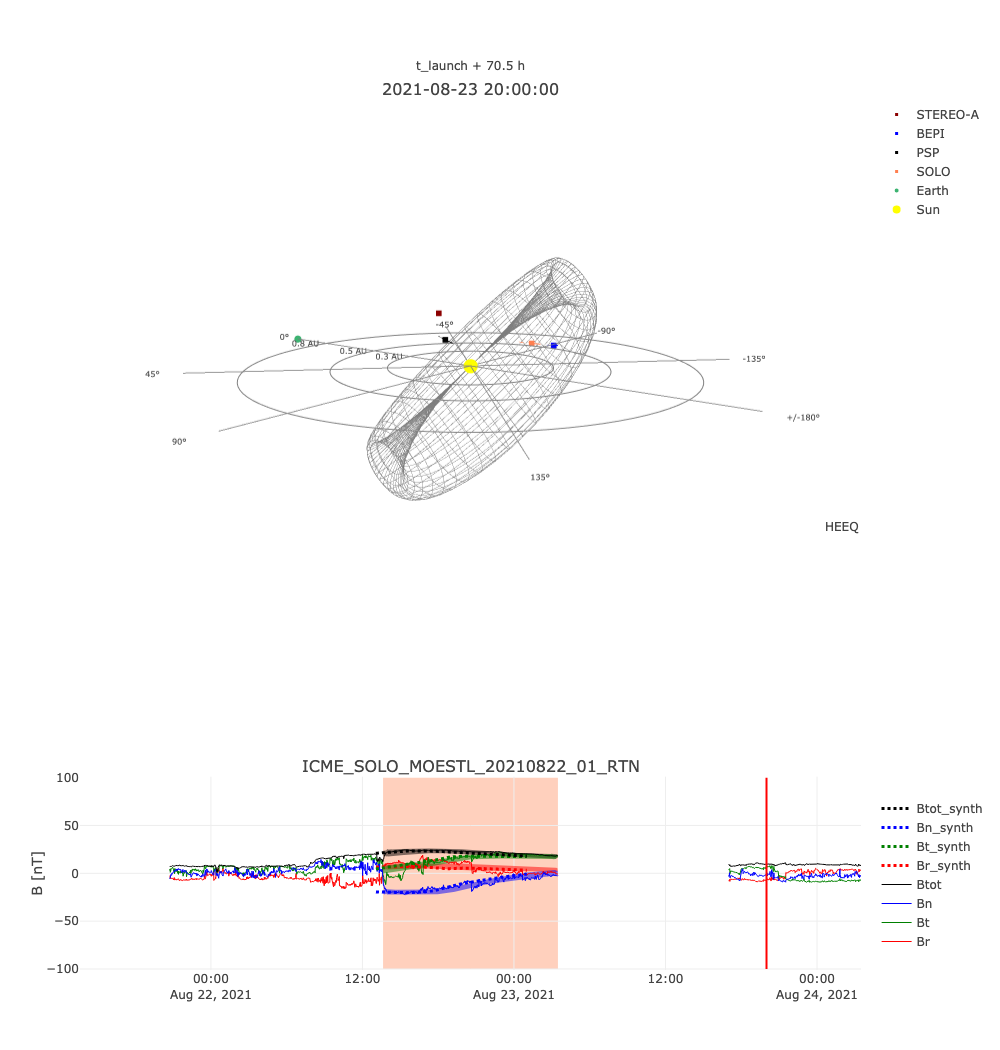 t_launch + 70.5 h
2021-08-23 20:00:00
STEREO-A
BEPI
PSP
SOLO
Earth
Sun
-45°
0°
0.8 AU
0.5 AU
0.3 AU
-90°
-135°
45°
+/-180°
90°
135°
HEEQ
ICME_SOLO_MOESTL_20210822_01_RTN
B [nT]
100
50
0
−50
−100
00:00
Aug 22, 2021
12:00
00:00
Aug 23, 2021
12:00
00:00
Aug 24, 2021
Btot_synth
Bn_synth
Bt_synth
Br_synth
Btot
Bn
Bt
Br